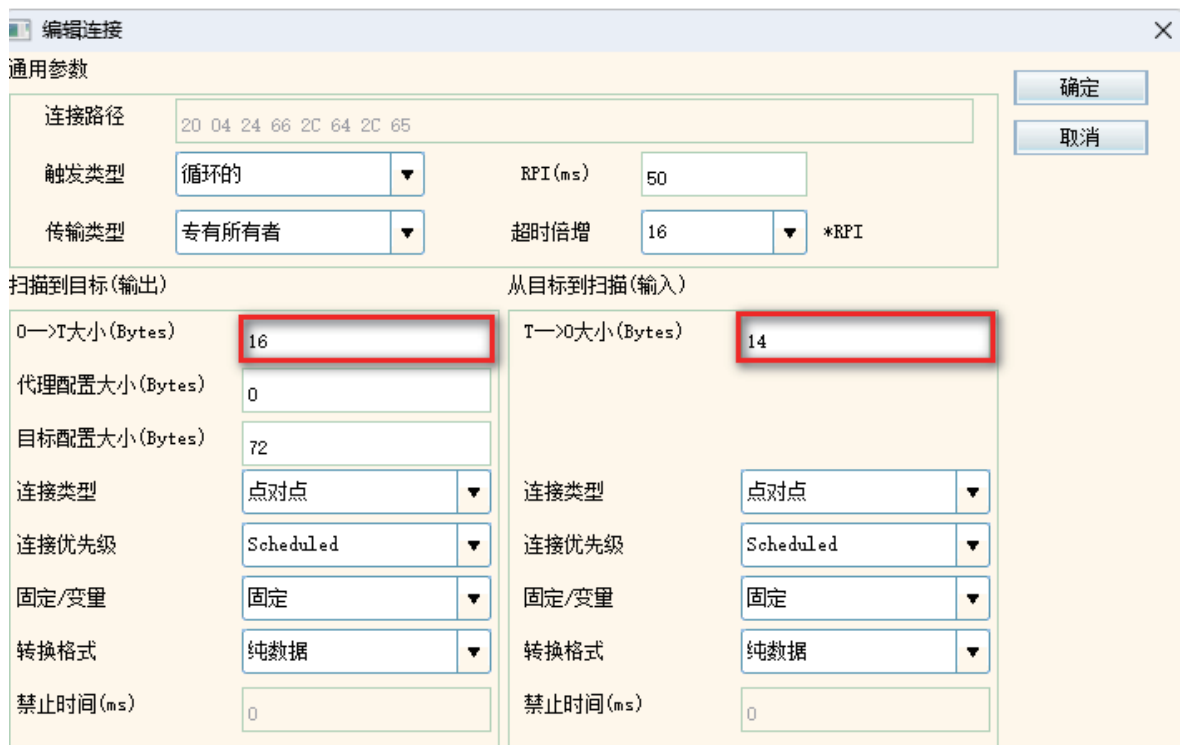 编辑连接
通用参数
确定
连接路径 20 04 24 66 2C 64 2C 65
取消
触发类型 循环的 RPI(ms) 50
传输类型 专有所有者 超时倍增 16 *RPI
扫描到目标(输出) 从目标到扫描(输入)
O—>T大小(Bytes) 16 T—>O大小(Bytes) 14
代理配置大小(Bytes) 0
目标配置大小(Bytes) 72
连接类型 点对点 连接类型 点对点
连接优先级 Scheduled 连接优先级 Scheduled
固定/变量 固定 固定/变量 固定
转换格式 纯数据 转换格式 纯数据
禁止时间(ms) 0 禁止时间(ms) 0